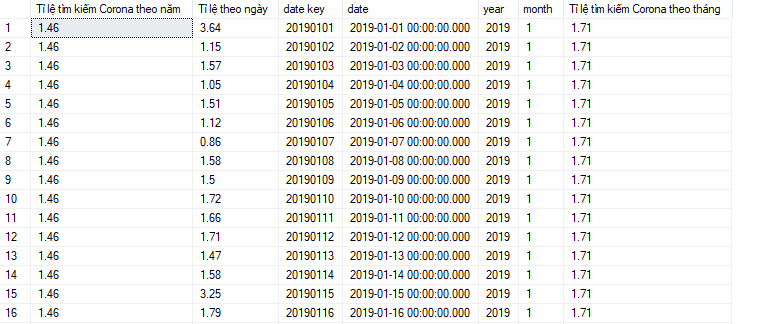 Tỉ lệ tìm kiếm Corona theo năm Tỉ lệ theo ngày date key date year month Tỉ lệ tìm kiếm Corona theo tháng
1 1.46 3.64 20190101 2019-01-01 00:00:00.000 2019 1 1.71
2 1.46 1.15 20190102 2019-01-02 00:00:00.000 2019 1 1.71
3 1.46 1.57 20190103 2019-01-03 00:00:00.000 2019 1 1.71
4 1.46 1.05 20190104 2019-01-04 00:00:00.000 2019 1 1.71
5 1.46 1.51 20190105 2019-01-05 00:00:00.000 2019 1 1.71
6 1.46 1.12 20190106 2019-01-06 00:00:00.000 2019 1 1.71
7 1.46 0.86 20190107 2019-01-07 00:00:00.000 2019 1 1.71
8 1.46 1.58 20190108 2019-01-08 00:00:00.000 2019 1 1.71
9 1.46 1.5 20190109 2019-01-09 00:00:00.000 2019 1 1.71
10 1.46 1.72 20190110 2019-01-10 00:00:00.000 2019 1 1.71
11 1.46 1.66 20190111 2019-01-11 00:00:00.000 2019 1 1.71
12 1.46 1.71 20190112 2019-01-12 00:00:00.000 2019 1 1.71
13 1.46 1.47 20190113 2019-01-13 00:00:00.000 2019 1 1.71
14 1.46 1.58 20190114 2019-01-14 00:00:00.000 2019 1 1.71
15 1.46 3.25 20190115 2019-01-15 00:00:00.000 2019 1 1.71
16 1.46 1.79 20190116 2019-01-16 00:00:00.000 2019 1 1.71